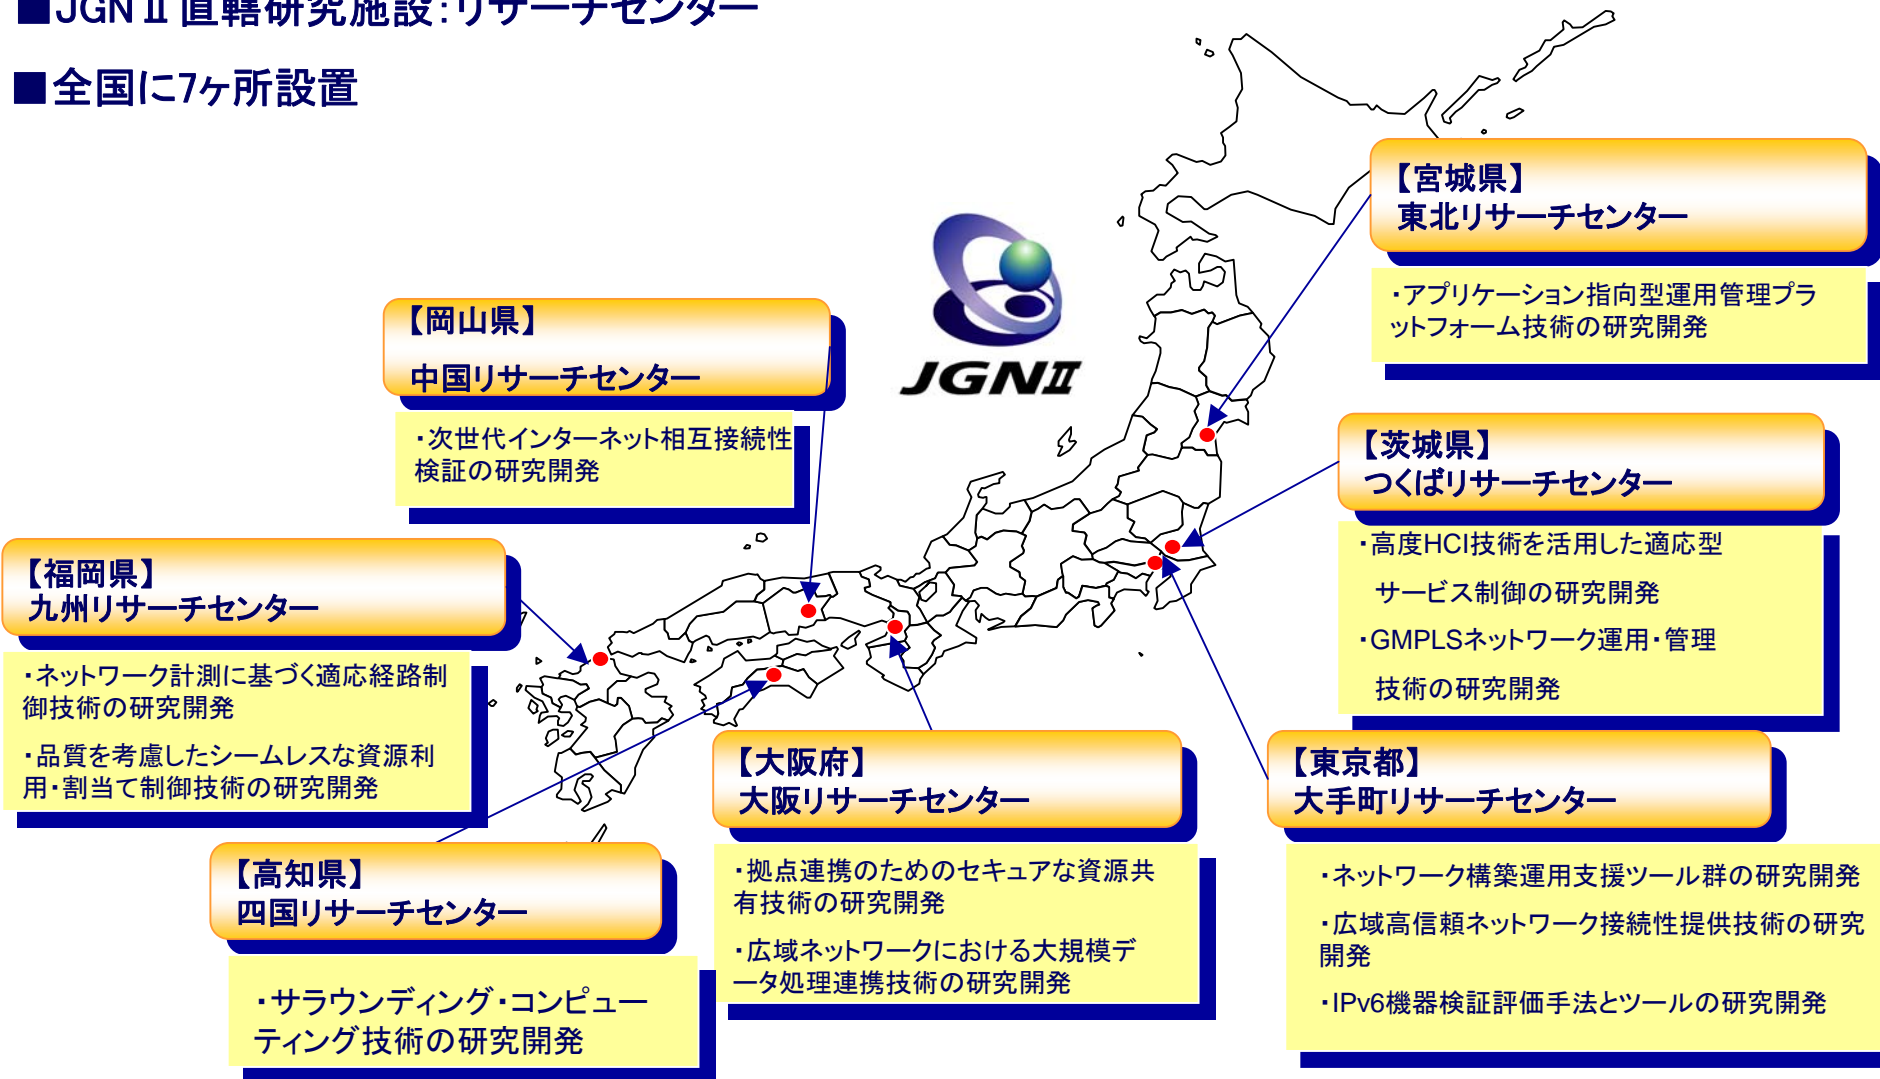 ■JGNⅡ直轄研究施設:リサーチセンター
■全国に7ヶ所設置
JGNⅡ
【宮城県】
東北リサーチセンター
・アプリケーション指向型運用管理プラ
ットフォーム技術の研究開発
【岡山県】
中国リサーチセンター
・次世代インターネット相互接続性
検証の研究開発
【茨城県】
つくばリサーチセンター
・高度HCI技術を活用した適応型
サービス制御の研究開発
・GMPLSネットワーク運用・管理
技術の研究開発
【福岡県】
九州リサーチセンター
・ネットワーク計測に基づく適応経路制
御技術の研究開発
・品質を考慮したシームレスな資源利
用・割当て制御技術の研究開発
【大阪府】
大阪リサーチセンター
・拠点連携のためのセキュアな資源共
有技術の研究開発
・広域ネットワークにおける大規模デ
ータ処理連携技術の研究開発
【東京都】
大手町リサーチセンター
・ネットワーク構築運用支援ツール群の研究開発
・広域高信頼ネットワーク接続性提供技術の研究
開発
・IPv6機器検証評価手法とツールの研究開発
【高知県】
四国リサーチセンター
・サラウンディング・コンピュー
ティング技術の研究開発